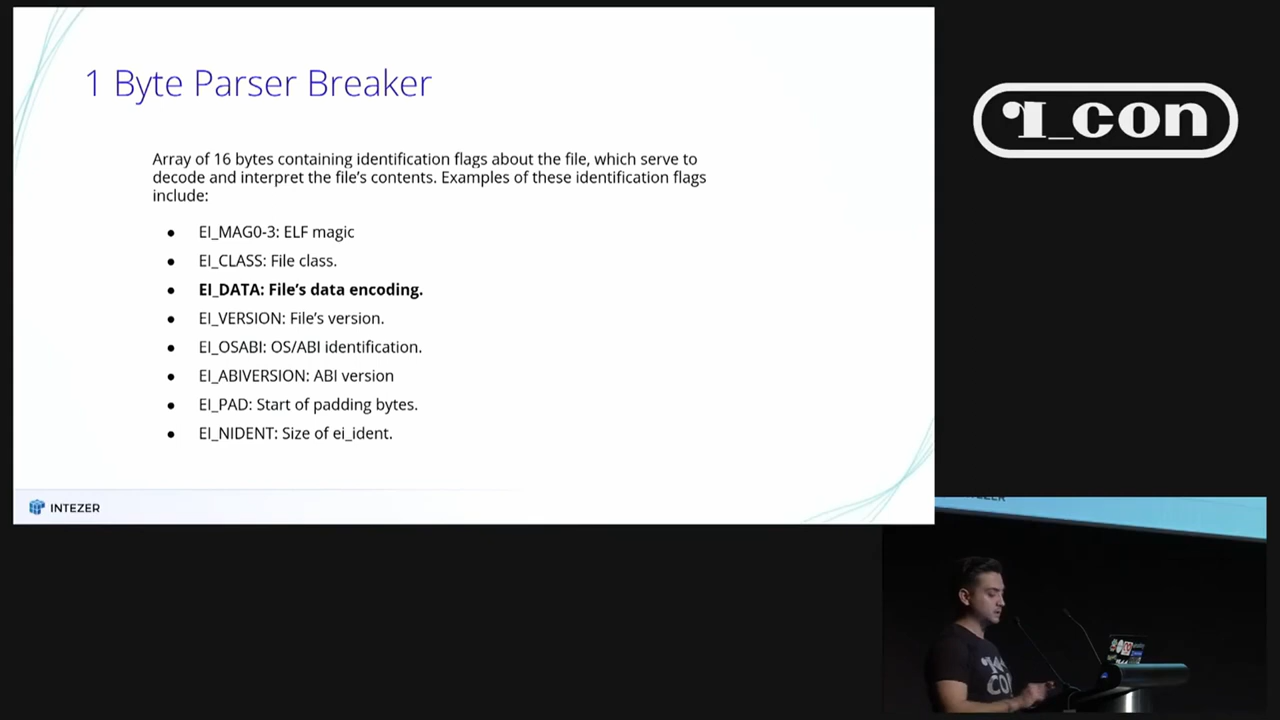 1 Byte Parser Breaker
Array of 16 bytes containing identification flags about the file, which serve to
decode and interpret the file's contents. Examples of these identification flags
include:
● EI_MAG0-3: ELF magic
● EI_CLASS: File class.
● EI_DATA: File's data encoding.
● EI_VERSION: File's version.
● EI_OSABI: OS/ABI identification.
● EI_ABIVERSION: ABI version
● EI_PAD: Start of padding bytes.
● EI_NIDENT: Size of ei_ident.
INTEZER
r2_con